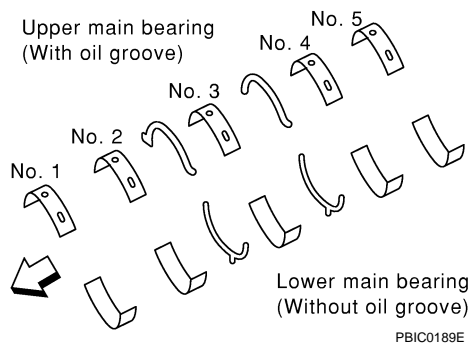 Upper main bearing
(With oil groove)
No. 5
No. 4
No. 3
No. 2
No. 1
Lower main bearing
(Without oil groove)
PBIC0189E